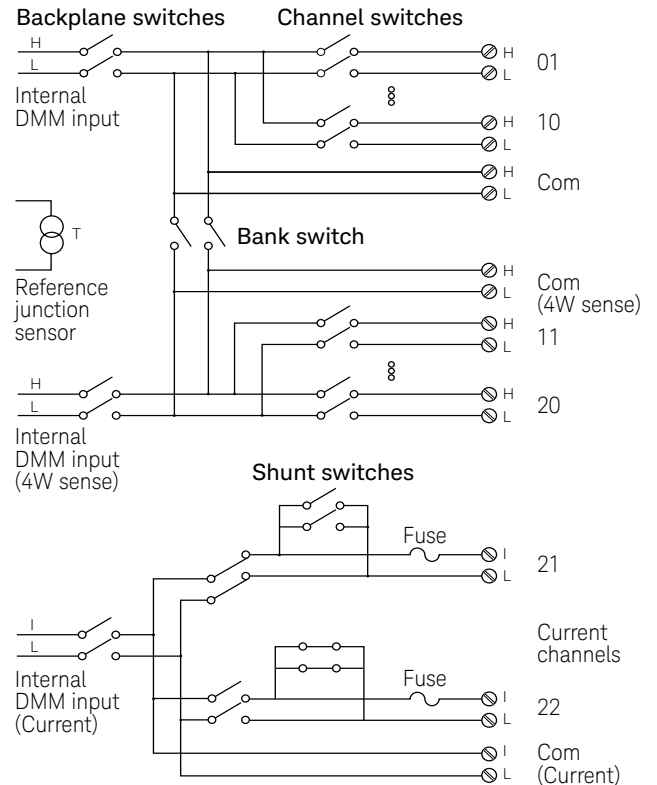 Backplane switches
Channel switches
H
L
Internal
DMM input
H
L
01
H
L
10
H
L
Com
T
Reference
junction
sensor
Bank switch
H
L
Com
(4W sense)
H
L
11
H
L
Internal
DMM input
(4W sense)
H
L
20
Shunt switches
Fuse
I
L
21
I
L
Internal
DMM input
(Current)
Current
channels
Fuse
I
L
22
I
L
Com
(Current)